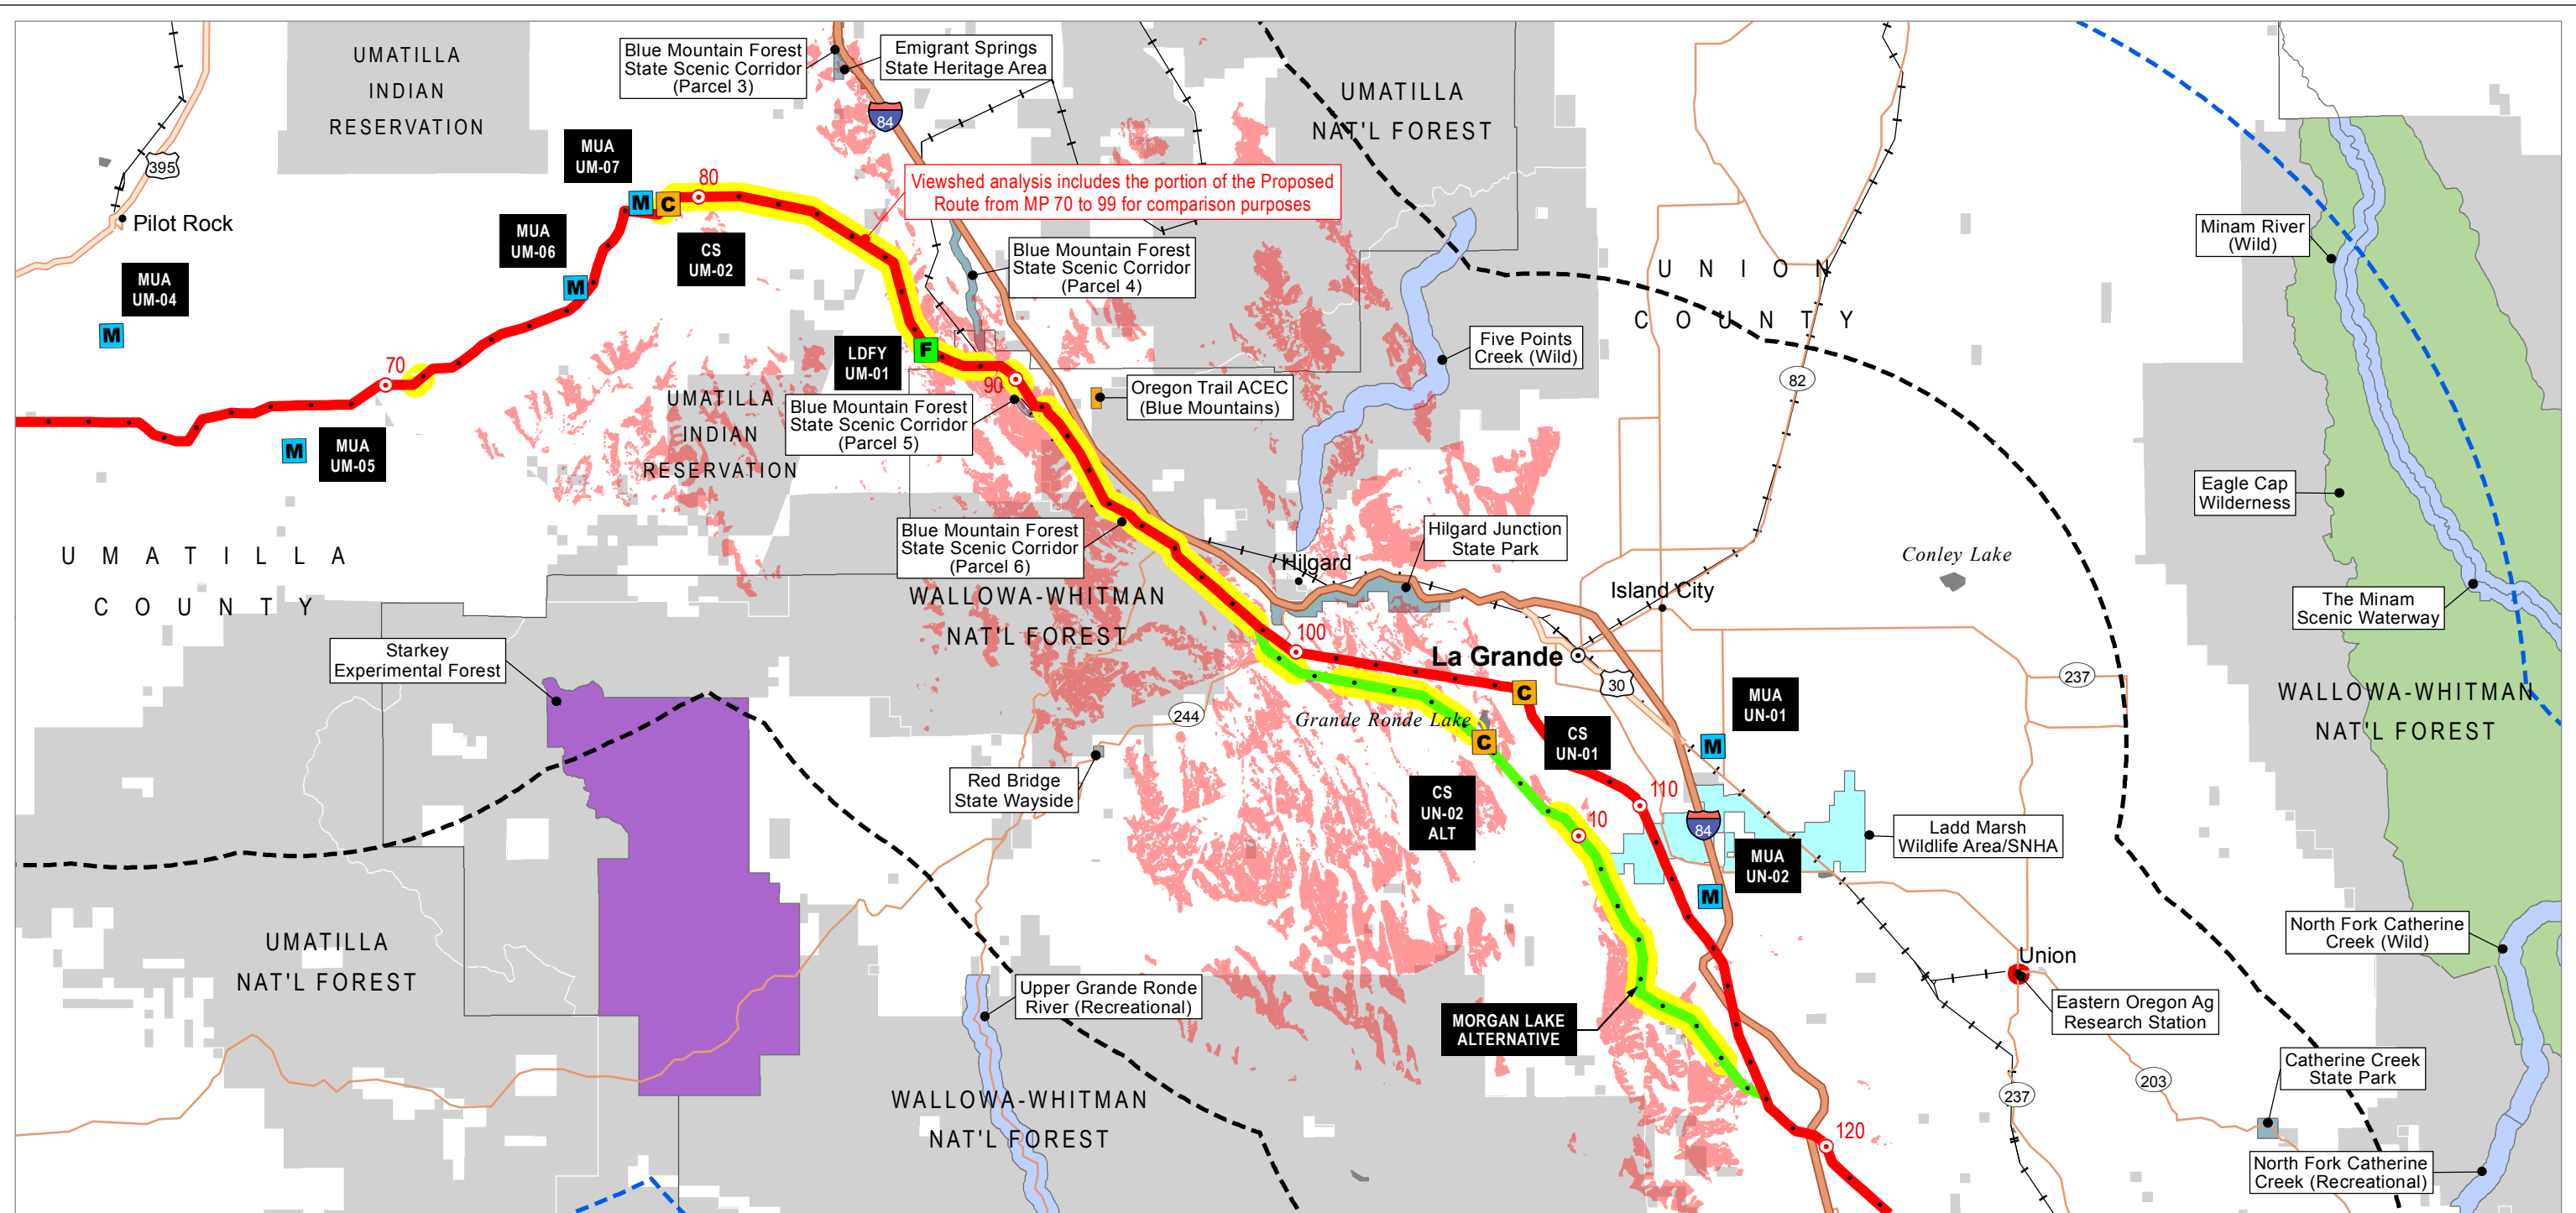 UMATILLA
INDIAN
RESERVATION
Blue Mountain Forest
State Scenic Corridor
(Parcel 3)
Emigrant Springs
State Heritage Area
84
UMATILLA
NAT'L FOREST
395
Pilot Rock
MUA
UM-07
M
C
80
Viewshed analysis includes the portion of the Proposed
Route from MP 70 to 99 for comparison purposes
MUA
UM-06
M
CS
UM-02
MUA
UM-04
M
Blue Mountain Forest
State Scenic Corridor
(Parcel 4)
UNION
COUNTY
Minam River
(Wild)
Five Points
Creek (Wild)
LDFY
UM-01
F
70
90
82
Oregon Trail ACEC
(Blue Mountains)
UMATILLA
INDIAN
RESERVATION
Blue Mountain Forest
State Scenic Corridor
(Parcel 5)
M
MUA
UM-05
Eagle Cap
Wilderness
Blue Mountain Forest
State Scenic Corridor
(Parcel 6)
Hilgard Junction
State Park
Hilgard
Conley Lake
Island City
UMATILLA
COUNTY
WALLOWA-WHITMAN
NAT'L FOREST
The Minam
Scenic Waterway
Starkey
Experimental Forest
100
La Grande
30
237
C
MUA
UN-01
M
WALLOWA-WHITMAN
NAT'L FOREST
244
Grande Ronde Lake
C
CS
UN-01
Red Bridge
State Wayside
CS
UN-02
ALT
110
10
84
Ladd Marsh
Wildlife Area/SNHA
MUA
UN-02
M
UMATILLA
NAT'L FOREST
North Fork Catherine
Creek (Wild)
Union
Upper Grande Ronde
River (Recreational)
Eastern Oregon Ag
Research Station
MORGAN LAKE
ALTERNATIVE
Catherine Creek
State Park
203
237
WALLOWA-WHITMAN
NAT'L FOREST
120
North Fork Catherine
Creek (Recreational)